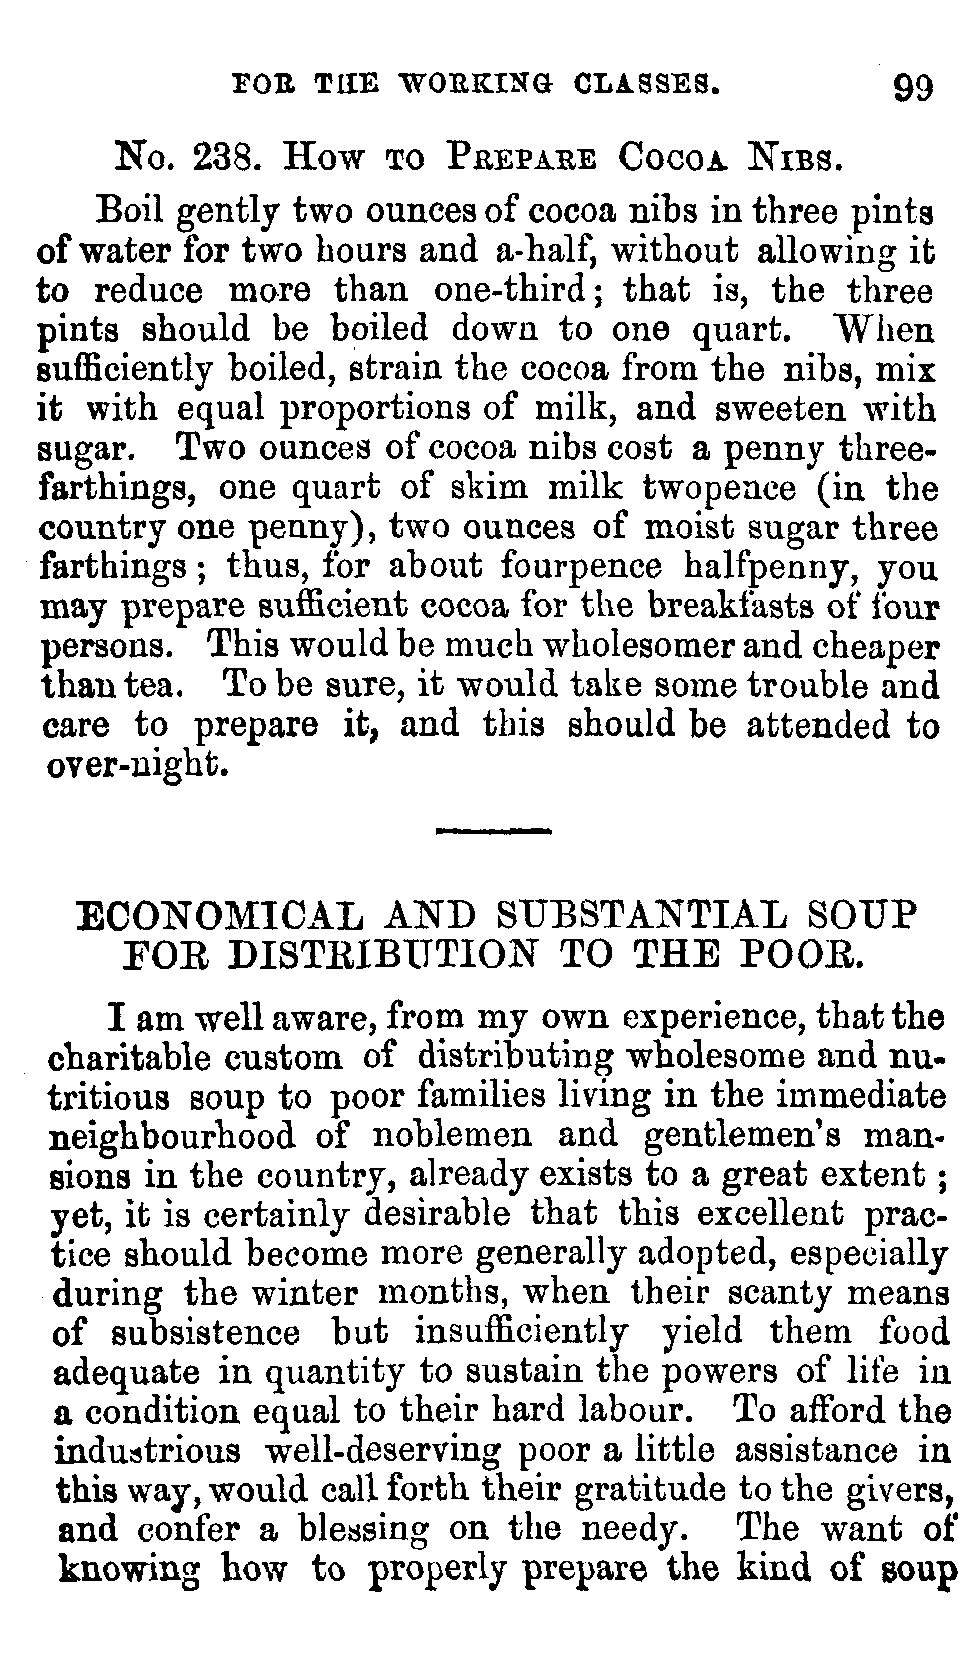 FOR THE WORKING CLASSES. 99
No. 238. How to Prepare Cocoa Nibs.
Boil gently two ounces of cocoa nibs in three pints
of water for two hours and a-half, without allowing it
to reduce more than one-third; that is, the three
pints should be boiled down to one quart. When
sufficiently boiled, strain the cocoa from the nibs, mix
it with equal proportions of milk, and sweeten with
sugar. Two ounces of cocoa nibs cost a penny three-
farthings, one quart of skim milk twopence (in the
country one penny), two ounces of moist sugar three
farthings; thus, for about fourpence halfpenny, you
may prepare sufficient cocoa for the breakfasts of four
persons. This would be much wholesomer and cheaper
than tea. To be sure, it would take some trouble and
care to prepare it, and this should be attended to
over-night.
ECONOMICAL AND SUBSTANTIAL SOUP
FOR DISTRIBUTION TO THE POOR.
I am well aware, from my own experience, that the
charitable custom of distributing wholesome and nu-
tritious soup to poor families living in the immediate
neighbourhood of noblemen and gentlemen's man-
sions in the country, already exists to a great extent;
yet, it is certainly desirable that this excellent prac-
tice should become more generally adopted, especially
during the winter months, when their scanty means
of subsistence but insufficiently yield them food
adequate in quantity to sustain the powers of life in
a condition equal to their hard labour. To afford the
industrious well-deserving poor a little assistance in
this way, would call forth their gratitude to the givers,
and confer a blessing on the needy. The want of
knowing how to properly prepare the kind of soup